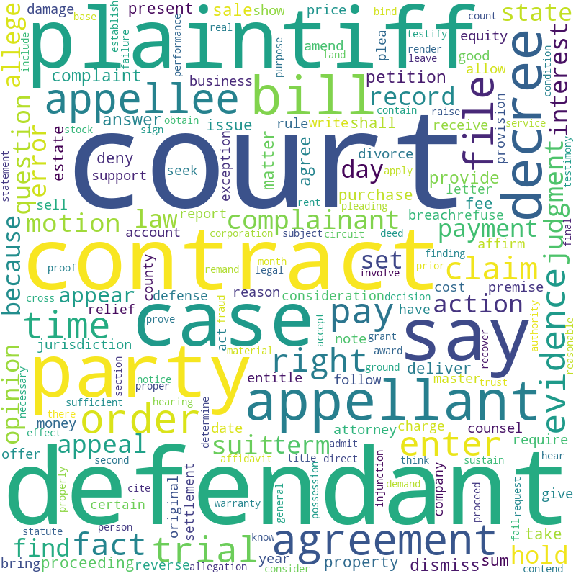 damage base establish failure performance present sale show price bird testify count
include real purpose amend plea render leave equity land state
allege plaintiff
complaint business petition good condition
appellee bill record allow contain
answer obtain issue rule write shall raise
stock sign matter receive provision service
question error estate deny support seek court exception agree divorce day file decree interest
statement sell motion law report rent purchase provide letter fee breach refuse testimony
account corporation complainant pleading apply payment judgment final
because proof county remand subject circuit deed finding affirm
contract legal month involve set prior claim
cross appear relief defense reason consideration decision cost premise
time jurisdiction prove act fraud case accept note have action
necessary opinion party material award grant pay say recover authority reasonable
sufficient section notice proper hearing entitle right ground follow deliver master trust evidence
there order determine appellant
effect money appeal suit term attorney charge counsel require
offer second date affidavit admit enter think sustain hear
properly cite title direct
defendant
certain original settlement warranty general possession injunction demand company proceed fail request give
statute person agreement take
find fact trial know year property dismiss sum hold
bring proceeding reverse allegation consider contend